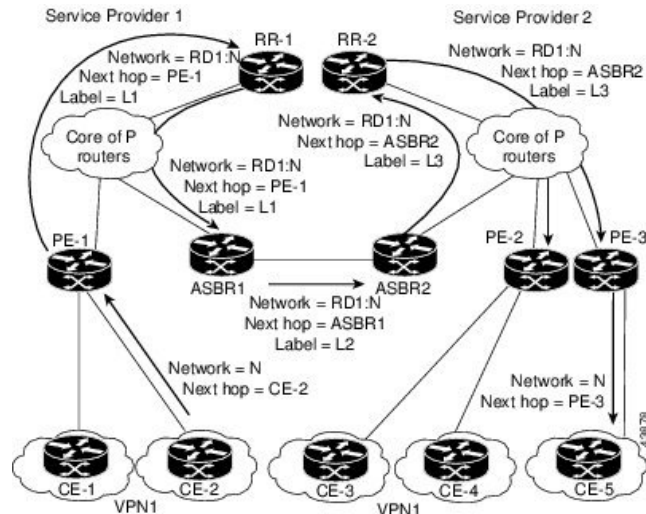 Service Provider 1
Service Provider 2
RR-1
RR-2
Network = RD1:N
Next hop = PE-1
Label = L1
Network = RD1:N
Next hop = ASBR2
Label = L3
Network = RD1:N
Next hop = ASBR2
Label = L3
Core of P
routers
Core of P
routers
Network = RD1:N
Next hop = PE-1
Label = L1
PE-1
ASBR1
ASBR2
PE-2
PE-3
Network = RD1:N
Next hop = ASBR1
Label = L2
Network = N
Next hop = CE-2
Network = N
Next hop = PE-3
CE-1
CE-2
CE-3
CE-4
CE-5
VPN1
VPN1